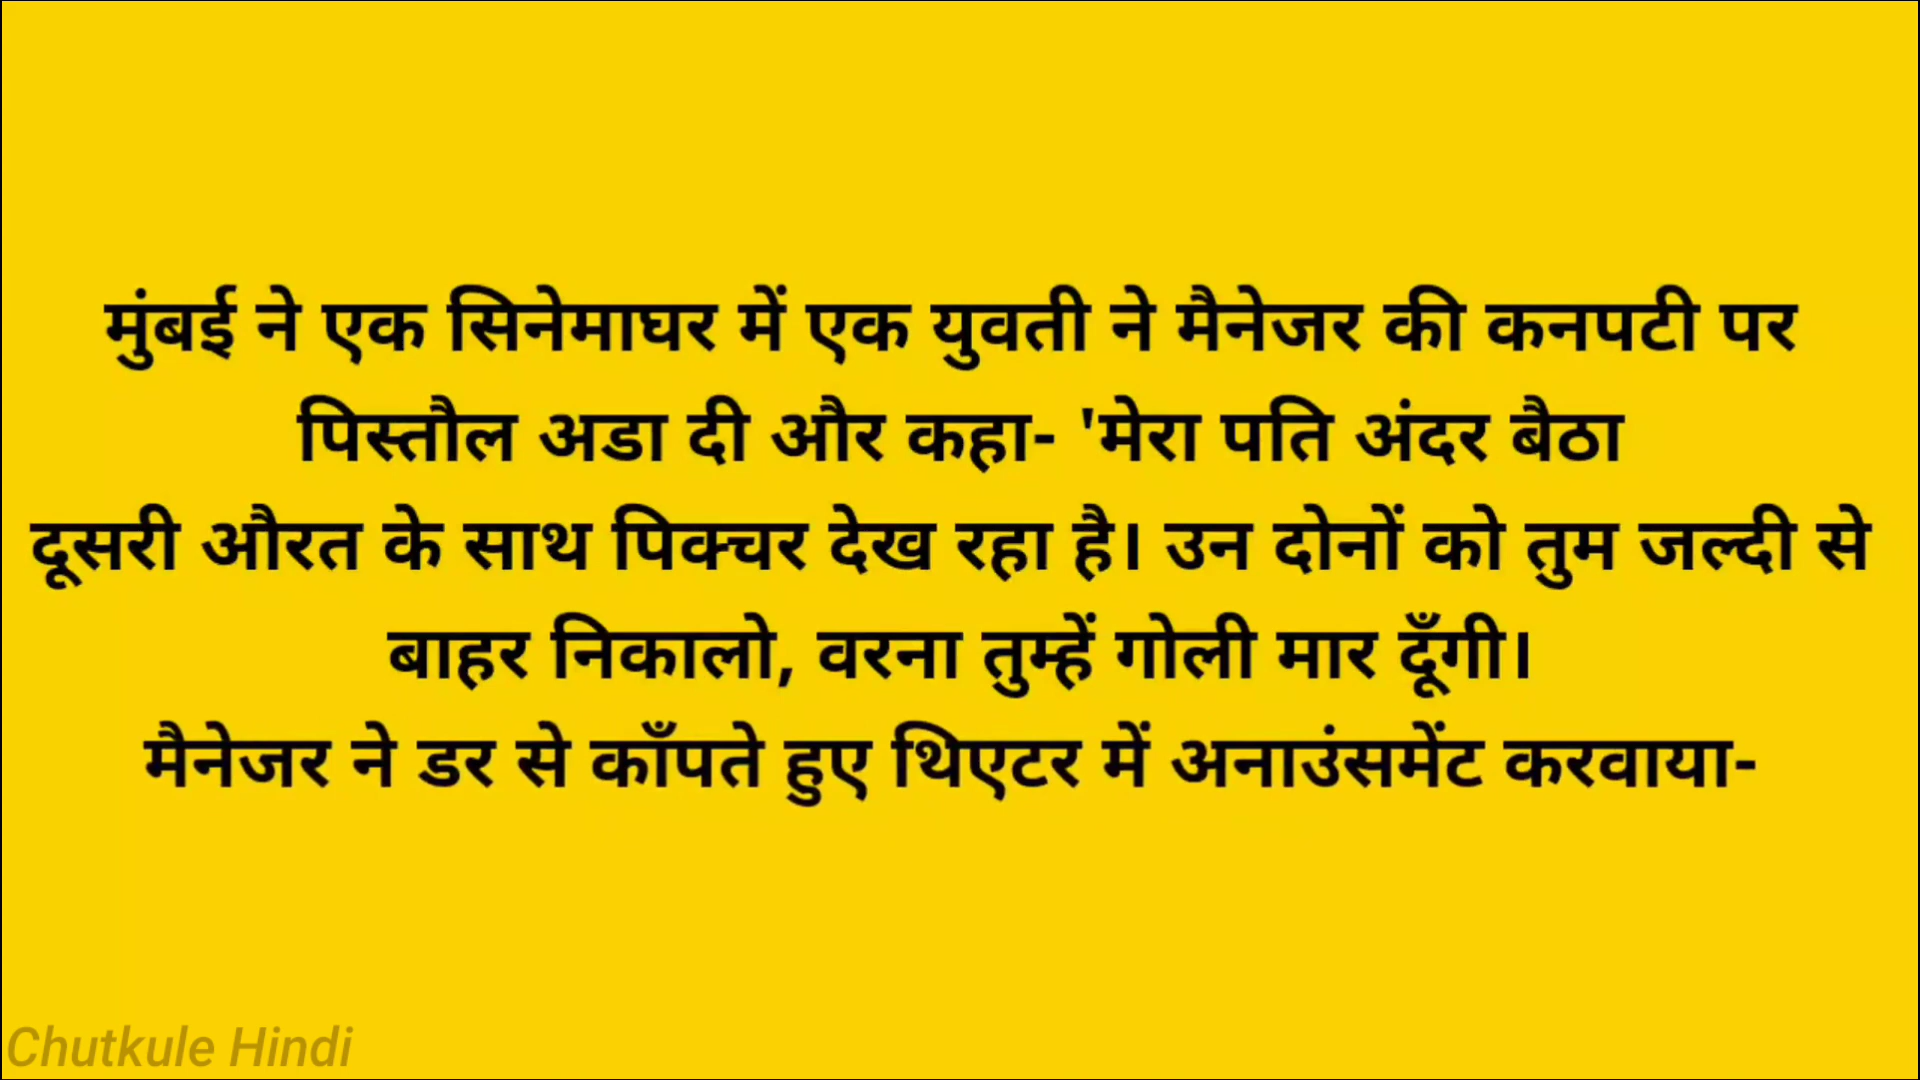 मुंबई ने एक सिनेमाघर में एक युवती ने मैनेजर की कनपटी पर
पिस्तौल अडा दी और कहा- 'मेरा पति अंदर बैठा
दूसरी औरत के साथ पिक्चर देख रहा है। उन दोनों को तुम जल्दी से
बाहर निकालो, वरना तुम्हें गोली मार दूँगी।
मैनेजर ने डर से काँपते हुए थिएटर में अनाउंसमेंट करवाया-
Chutkule Hindi